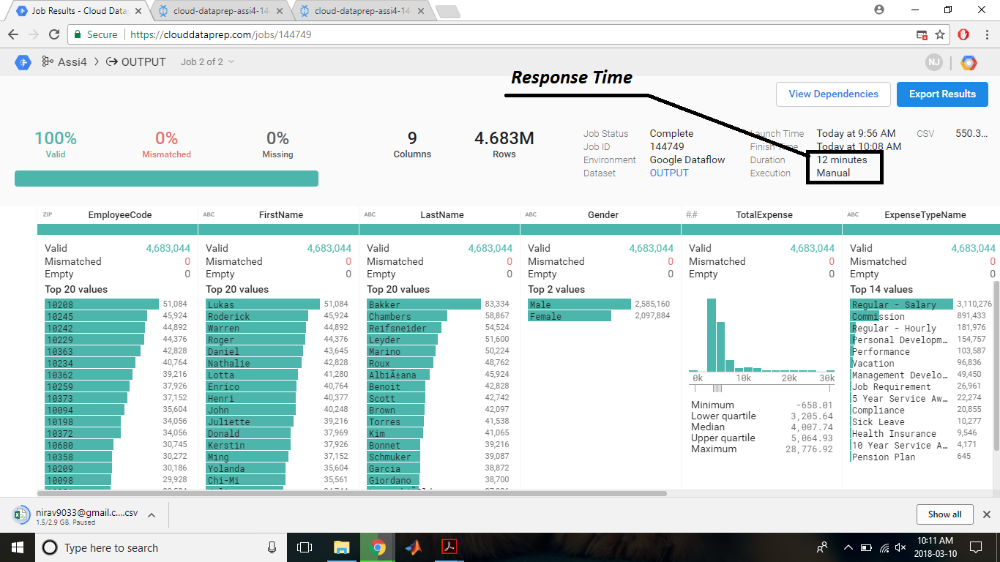 Job Results - Cloud Datap
cloud-dataprep-assi4-14
cloud-dataprep-assi4-14
Secure
https://clouddataprep.com/jobs/144749
Assi4 > OUTPUT Job 2 of 2
NJ
Response Time
View Dependencies
Export Results
100%
Valid
0%
Mismatched
0%
Missing
9
Columns
4.683M
Rows
Job Status Complete
Job ID 144749
Environment Google Dataflow
Dataset OUTPUT
Launch Time Today at 9:56 AM
Finish Time Today at 10:08 AM
Duration 12 minutes
Execution Manual
CSV 550.3...
ZIP EmployeeCode
Valid 4,683,044
Mismatched 0
Empty 0
Top 20 values
10208 51,084
10245 45,924
10242 44,892
10229 44,376
10363 42,828
10234 40,764
10362 39,216
10259 37,926
10373 37,152
10094 35,604
10198 34,056
10372 34,056
10680 30,745
10358 30,272
10209 30,186
10098 29,928
ABC FirstName
Valid 4,683,044
Mismatched 0
Empty 0
Top 20 values
Lukas 51,084
Roderick 45,924
Warren 44,892
Roger 44,376
Daniel 43,645
Nathalie 42,828
Lotta 41,280
Enrico 40,764
Henri 40,377
John 40,248
Juliette 39,216
Donald 37,969
Kerstin 37,926
Ming 37,152
Yolanda 35,604
Chi-Mi 35,561
ABC LastName
Valid 4,683,044
Mismatched 0
Empty 0
Top 20 values
Bakker 83,334
Chambers 58,867
Reifsneider 54,524
Leyder 51,600
Marino 50,224
Roux 48,762
AlbiÃ±ana 45,924
Benoit 42,828
Scott 42,742
Brown 42,097
Torres 41,538
Kim 41,065
Bonnet 39,216
Schmuker 39,087
Garcia 38,872
Giordano 38,700
ABC Gender
Valid 4,683,044
Mismatched 0
Empty 0
Top 2 values
Male 2,585,160
Female 2,097,884
#.# TotalExpense
Valid 4,683,044
Mismatched 0
Empty 0
0k 10k 20k 30k
Minimum -658.01
Lower quartile 3,205.64
Median 4,007.74
Upper quartile 5,064.93
Maximum 28,776.92
ABC ExpenseTypeName
Valid 4,683,044
Mismatched 0
Empty 0
Top 14 values
Regular - Salary 3,110,276
Commission 891,433
Regular - Hourly 181,976
Personal Developm... 154,757
Performance 103,587
Vacation 96,836
Management Develo... 49,450
Job Requirement 26,961
5 Year Service Aw... 22,274
Compliance 20,855
Sick Leave 10,277
Health Insurance 9,546
10 Year Service A... 4,171
Pension Plan 645
nirav9033@gmail.c....csv
1.5/2.9 GB, Paused
Show all
Type here to search
10:11 AM
2018-03-10